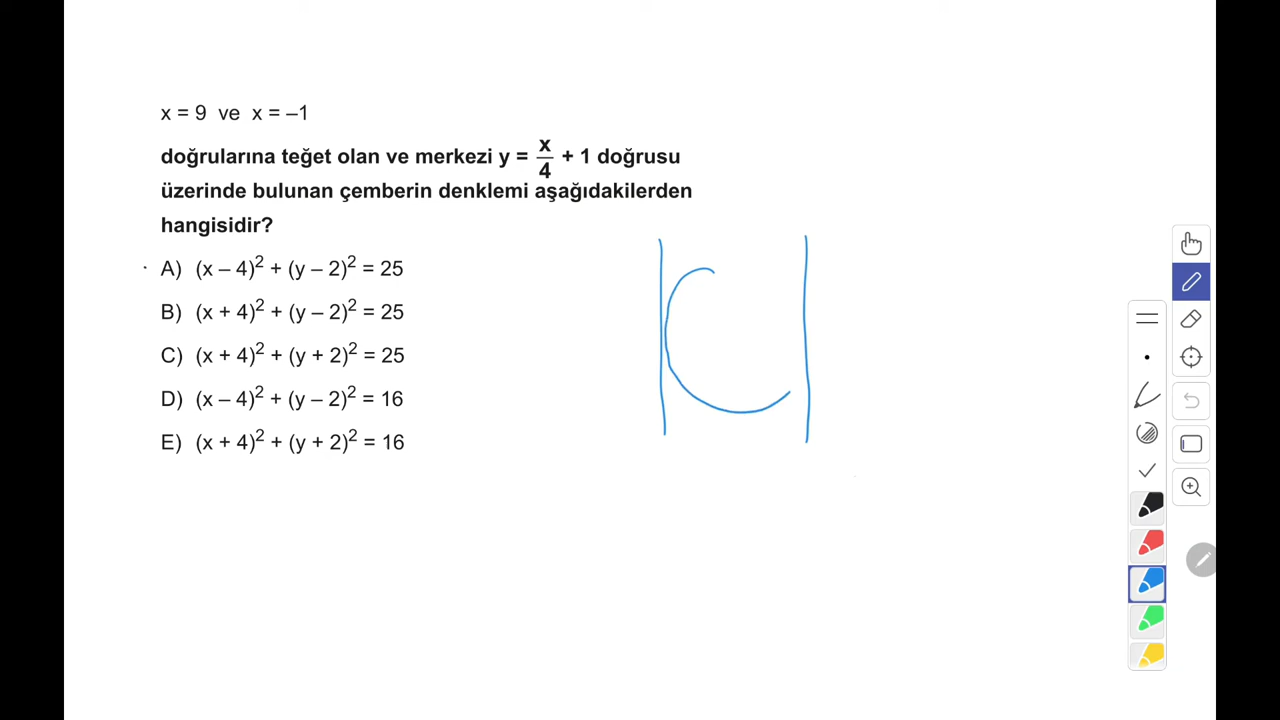 x = 9 ve x = –1
doğrularına teğet olan ve merkezi y = x/4 + 1 doğrusu
üzerinde bulunan çemberin denklemi aşağıdakilerden
hangisidir?
A) (x – 4)² + (y – 2)² = 25
B) (x + 4)² + (y – 2)² = 25
C) (x + 4)² + (y + 2)² = 25
D) (x – 4)² + (y – 2)² = 16
E) (x + 4)² + (y + 2)² = 16